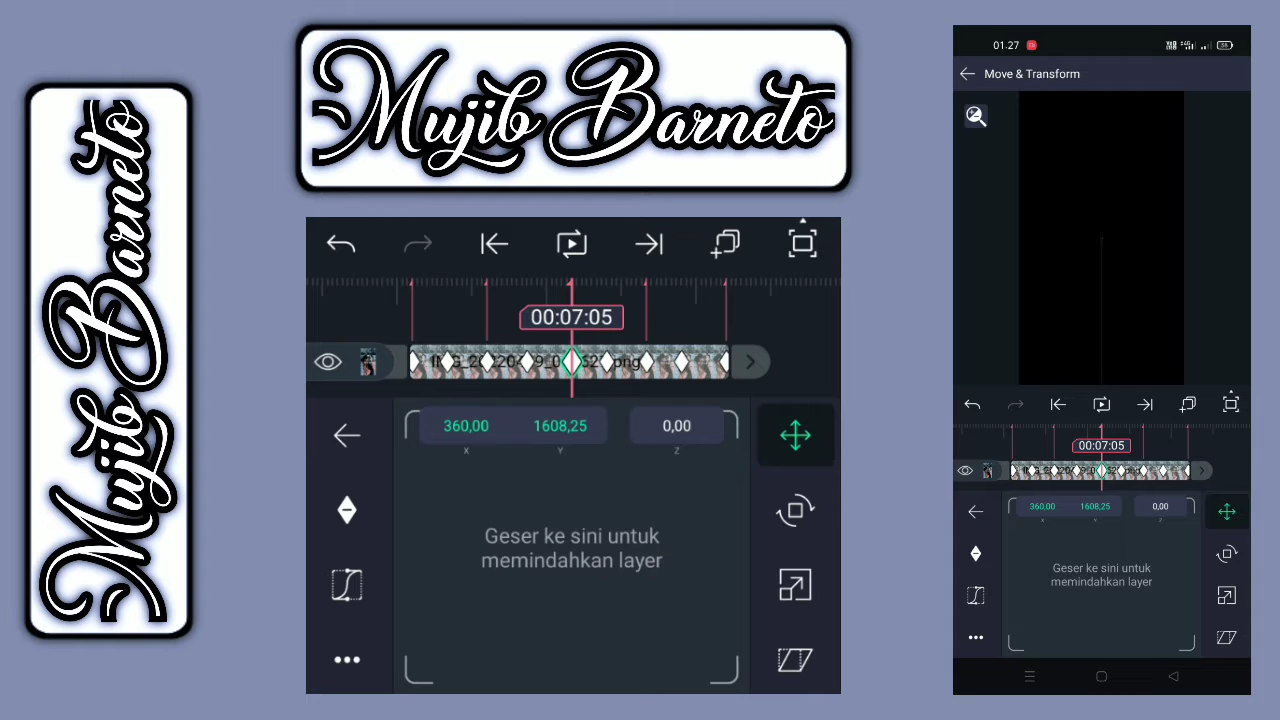 Mujib Barneto
Mujib Barneto
00:07:05
360,00 1608,25 0,00
X Y Z
Geser ke sini untuk
memindahkan layer
01.27
Move & Transform
00:07:05
360,00 1608,25 0,00
Geser ke sini untuk
memindahkan layer